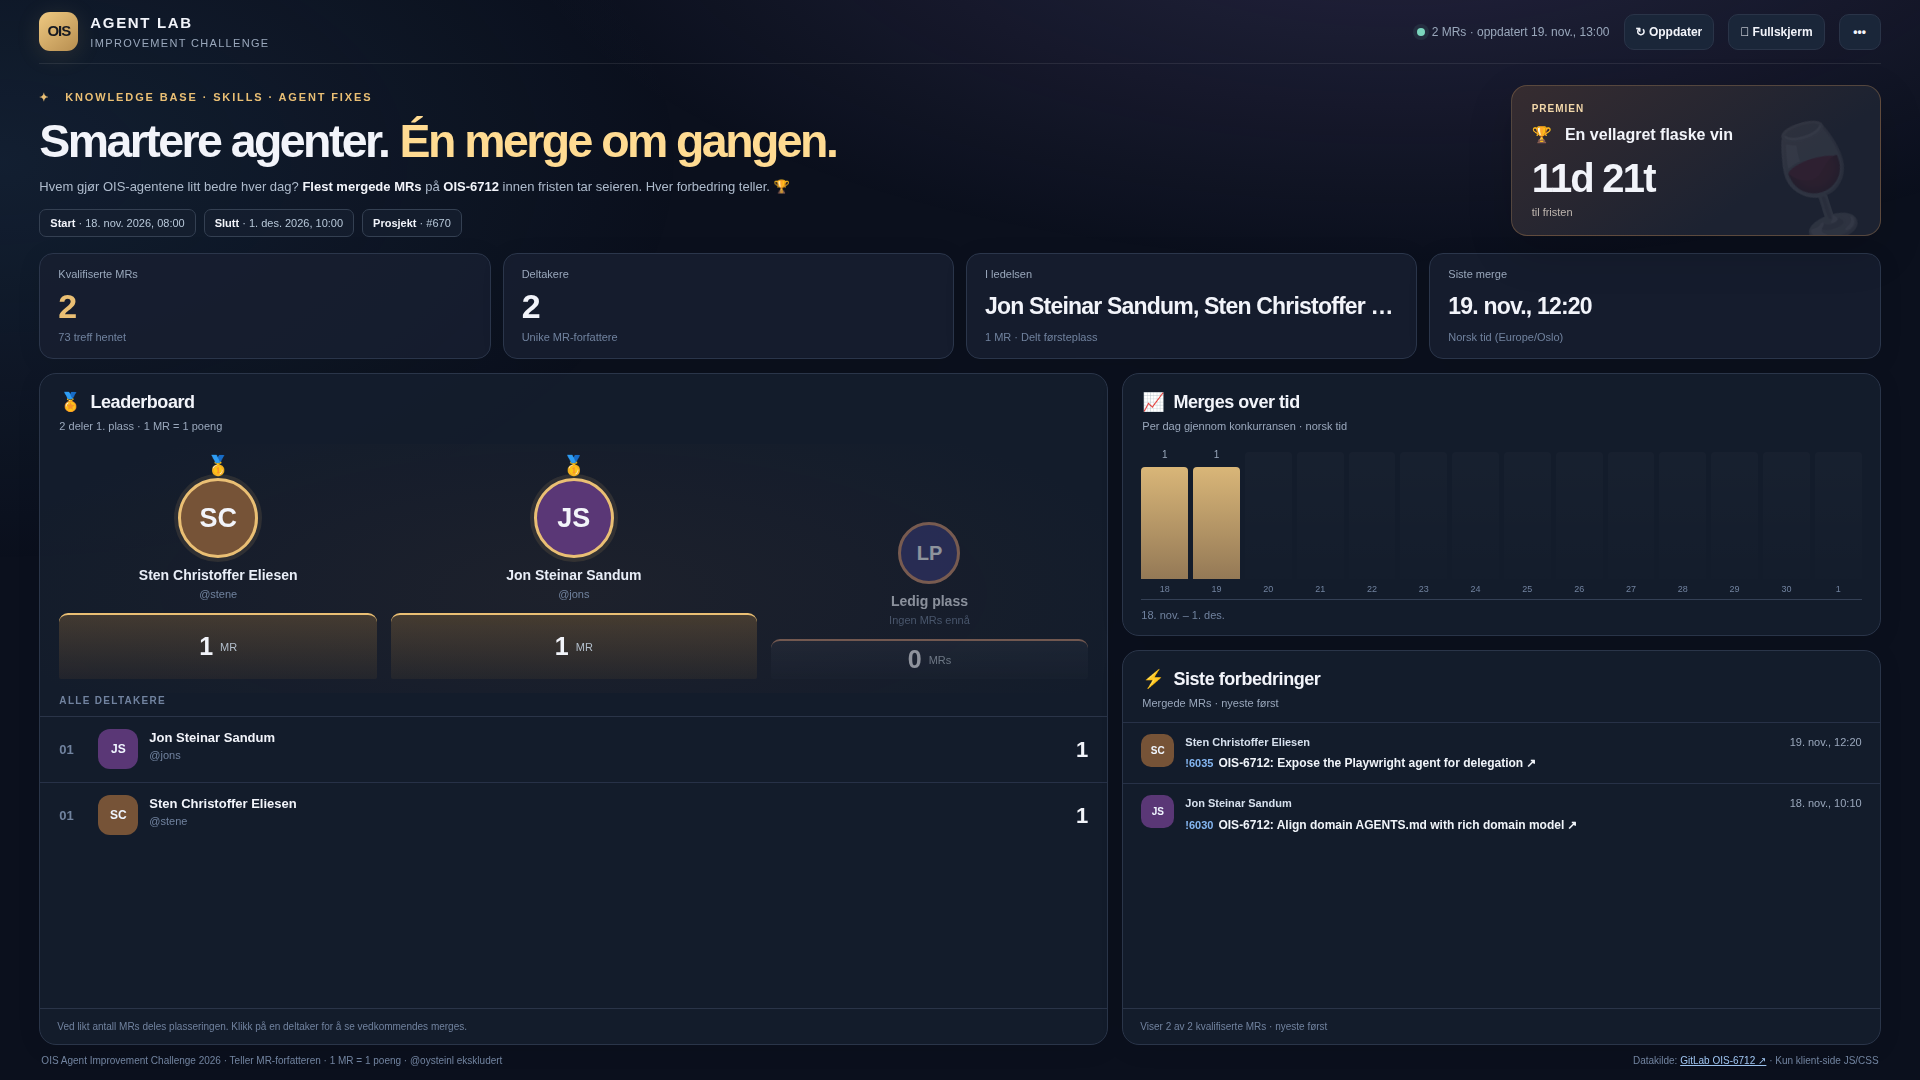 OIS
AGENT LAB
IMPROVEMENT CHALLENGE
2 MRs · oppdatert 19. nov., 13:00
↻ Oppdater
Fullskjerm
•••
✦ KNOWLEDGE BASE · SKILLS · AGENT FIXES
Smartere agenter. Én merge om gangen.
Hvem gjør OIS-agentene litt bedre hver dag? Flest mergede MRs på OIS-6712 innen fristen tar seieren. Hver forbedring teller. 🏆
Start · 18. nov. 2026, 08:00
Slutt · 1. des. 2026, 10:00
Prosjekt · #670
PREMIEN
🏆 En vellagret flaske vin
11d 21t
til fristen
Kvalifiserte MRs
2
73 treff hentet
Deltakere
2
Unike MR-forfattere
I ledelsen
Jon Steinar Sandum, Sten Christoffer …
1 MR · Delt førsteplass
Siste merge
19. nov., 12:20
Norsk tid (Europe/Oslo)
🏅 Leaderboard
2 deler 1. plass · 1 MR = 1 poeng
🥇
SC
Sten Christoffer Eliesen
@stene
1 MR
🥇
JS
Jon Steinar Sandum
@jons
1 MR
LP
Ledig plass
Ingen MRs ennå
0 MRs
ALLE DELTAKERE
01 JS Jon Steinar Sandum 1
@jons
01 SC Sten Christoffer Eliesen 1
@stene
Ved likt antall MRs deles plasseringen. Klikk på en deltaker for å se vedkommendes merges.
📈 Merges over tid
Per dag gjennom konkurransen · norsk tid
1 1
18 19 20 21 22 23 24 25 26 27 28 29 30 1
18. nov. – 1. des.
⚡ Siste forbedringer
Mergede MRs · nyeste først
SC Sten Christoffer Eliesen 19. nov., 12:20
!6035 OIS-6712: Expose the Playwright agent for delegation ↗
JS Jon Steinar Sandum 18. nov., 10:10
!6030 OIS-6712: Align domain AGENTS.md with rich domain model ↗
Viser 2 av 2 kvalifiserte MRs · nyeste først
OIS Agent Improvement Challenge 2026 · Teller MR-forfatteren · 1 MR = 1 poeng · @oysteinl ekskludert
Datakilde: GitLab OIS-6712 ↗ · Kun klient-side JS/CSS